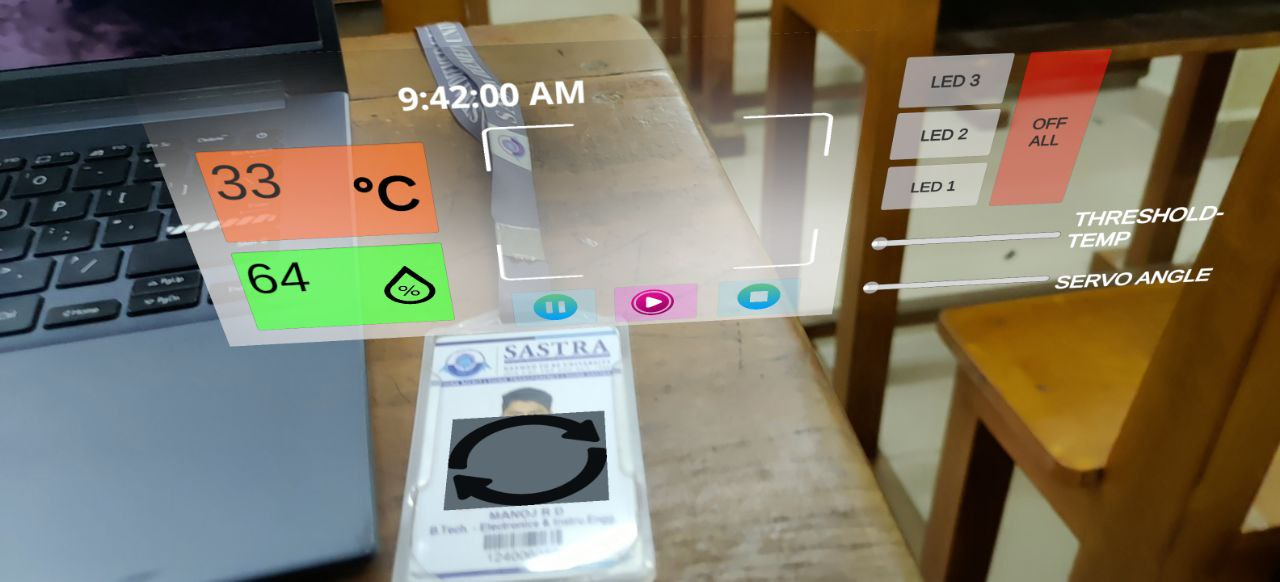 9:42:00 AM
33 °C
64 %
LED 3
LED 2
LED 1
OFF
ALL
THRESHOLD-
TEMP
SERVO ANGLE
SASTRA
MANOJ R D
B.Tech. - Electronics & Instru.Engg